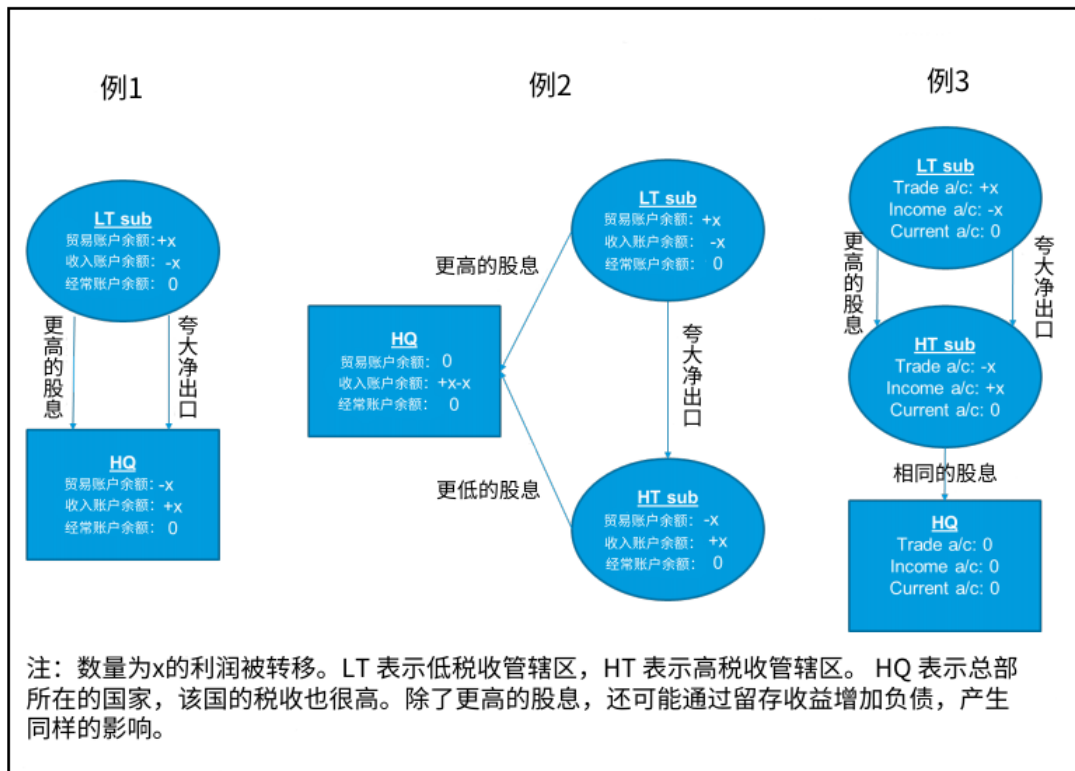 例1
LT sub
贸易账户余额:+x
收入账户余额: -x
经常账户余额: 0
更高的股息
夸大净出口
HQ
贸易账户余额: -x
收入账户余额: +x
经常账户余额: 0
例2
LT sub
贸易账户余额: +x
收入账户余额: -x
经常账户余额: 0
更高的股息
HQ
贸易账户余额: 0
收入账户余额: +x-x
经常账户余额: 0
夸大净出口
更低的股息
HT sub
贸易账户余额: -x
收入账户余额: +x
经常账户余额: 0
例3
LT sub
Trade a/c: +x
Income a/c: -x
Current a/c: 0
更高的股息
夸大净出口
HT sub
Trade a/c: -x
Income a/c: +x
Current a/c: 0
相同的股息
HQ
Trade a/c: 0
Income a/c: 0
Current a/c: 0
注：数量为x的利润被转移。LT 表示低税收管辖区，HT 表示高税收管辖区。 HQ 表示总部
所在的国家，该国的税收也很高。除了更高的股息，还可能通过留存收益增加负债，产生
同样的影响。